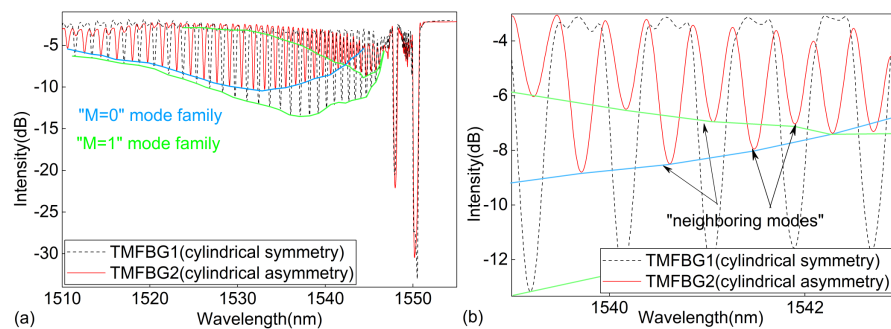 -5
-10
-15
-20
-25
-30
Intensity(dB)
"M=0" mode family
"M=1" mode family
TMFBG1(cylindrical symmetry)
TMFBG2(cylindrical asymmetry)
1510
1520
1530
1540
1550
Wavelength(nm)
(a)
-4
-6
-8
-10
-12
Intensity(dB)
"neighboring modes"
TMFBG1(cylindrical symmetry)
TMFBG2(cylindrical asymmetry)
1540
1542
Wavelength(nm)
(b)